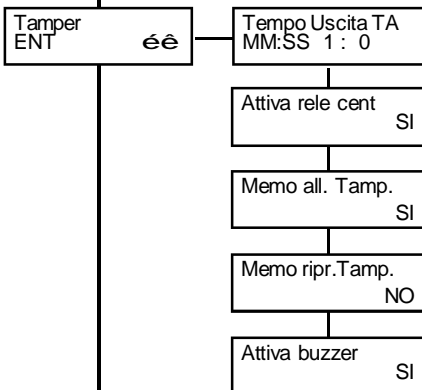 Tamper
ENT éê
Tempo Uscita TA
MM:SS 1 : 0
Attiva rele cent
SI
Memo all. Tamp.
SI
Memo ripr.Tamp.
NO
Attiva buzzer
SI